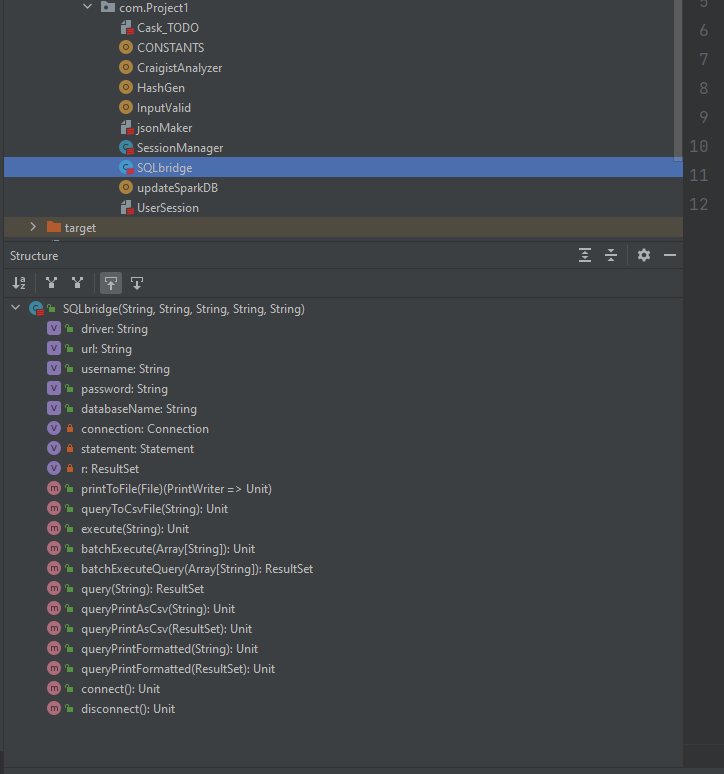 com.Project1
5
Cask_TODO
6
CONSTANTS
CraigistAnalyzer
7
HashGen
8
InputValid
9
jsonMaker
SessionManager
10
SQLbridge
11
updateSparkDB
UserSession
12
target
Structure
SQLbridge(String, String, String, String, String)
V driver: String
V url: String
V username: String
V password: String
V databaseName: String
V connection: Connection
V statement: Statement
V r: ResultSet
m printToFile(File)(PrintWriter => Unit)
m queryToCsvFile(String): Unit
m execute(String): Unit
m batchExecute(Array[String]): Unit
m batchExecuteQuery(Array[String]): ResultSet
m query(String): ResultSet
m queryPrintAsCsv(String): Unit
m queryPrintAsCsv(ResultSet): Unit
m queryPrintFormatted(String): Unit
m queryPrintFormatted(ResultSet): Unit
m connect(): Unit
m disconnect(): Unit